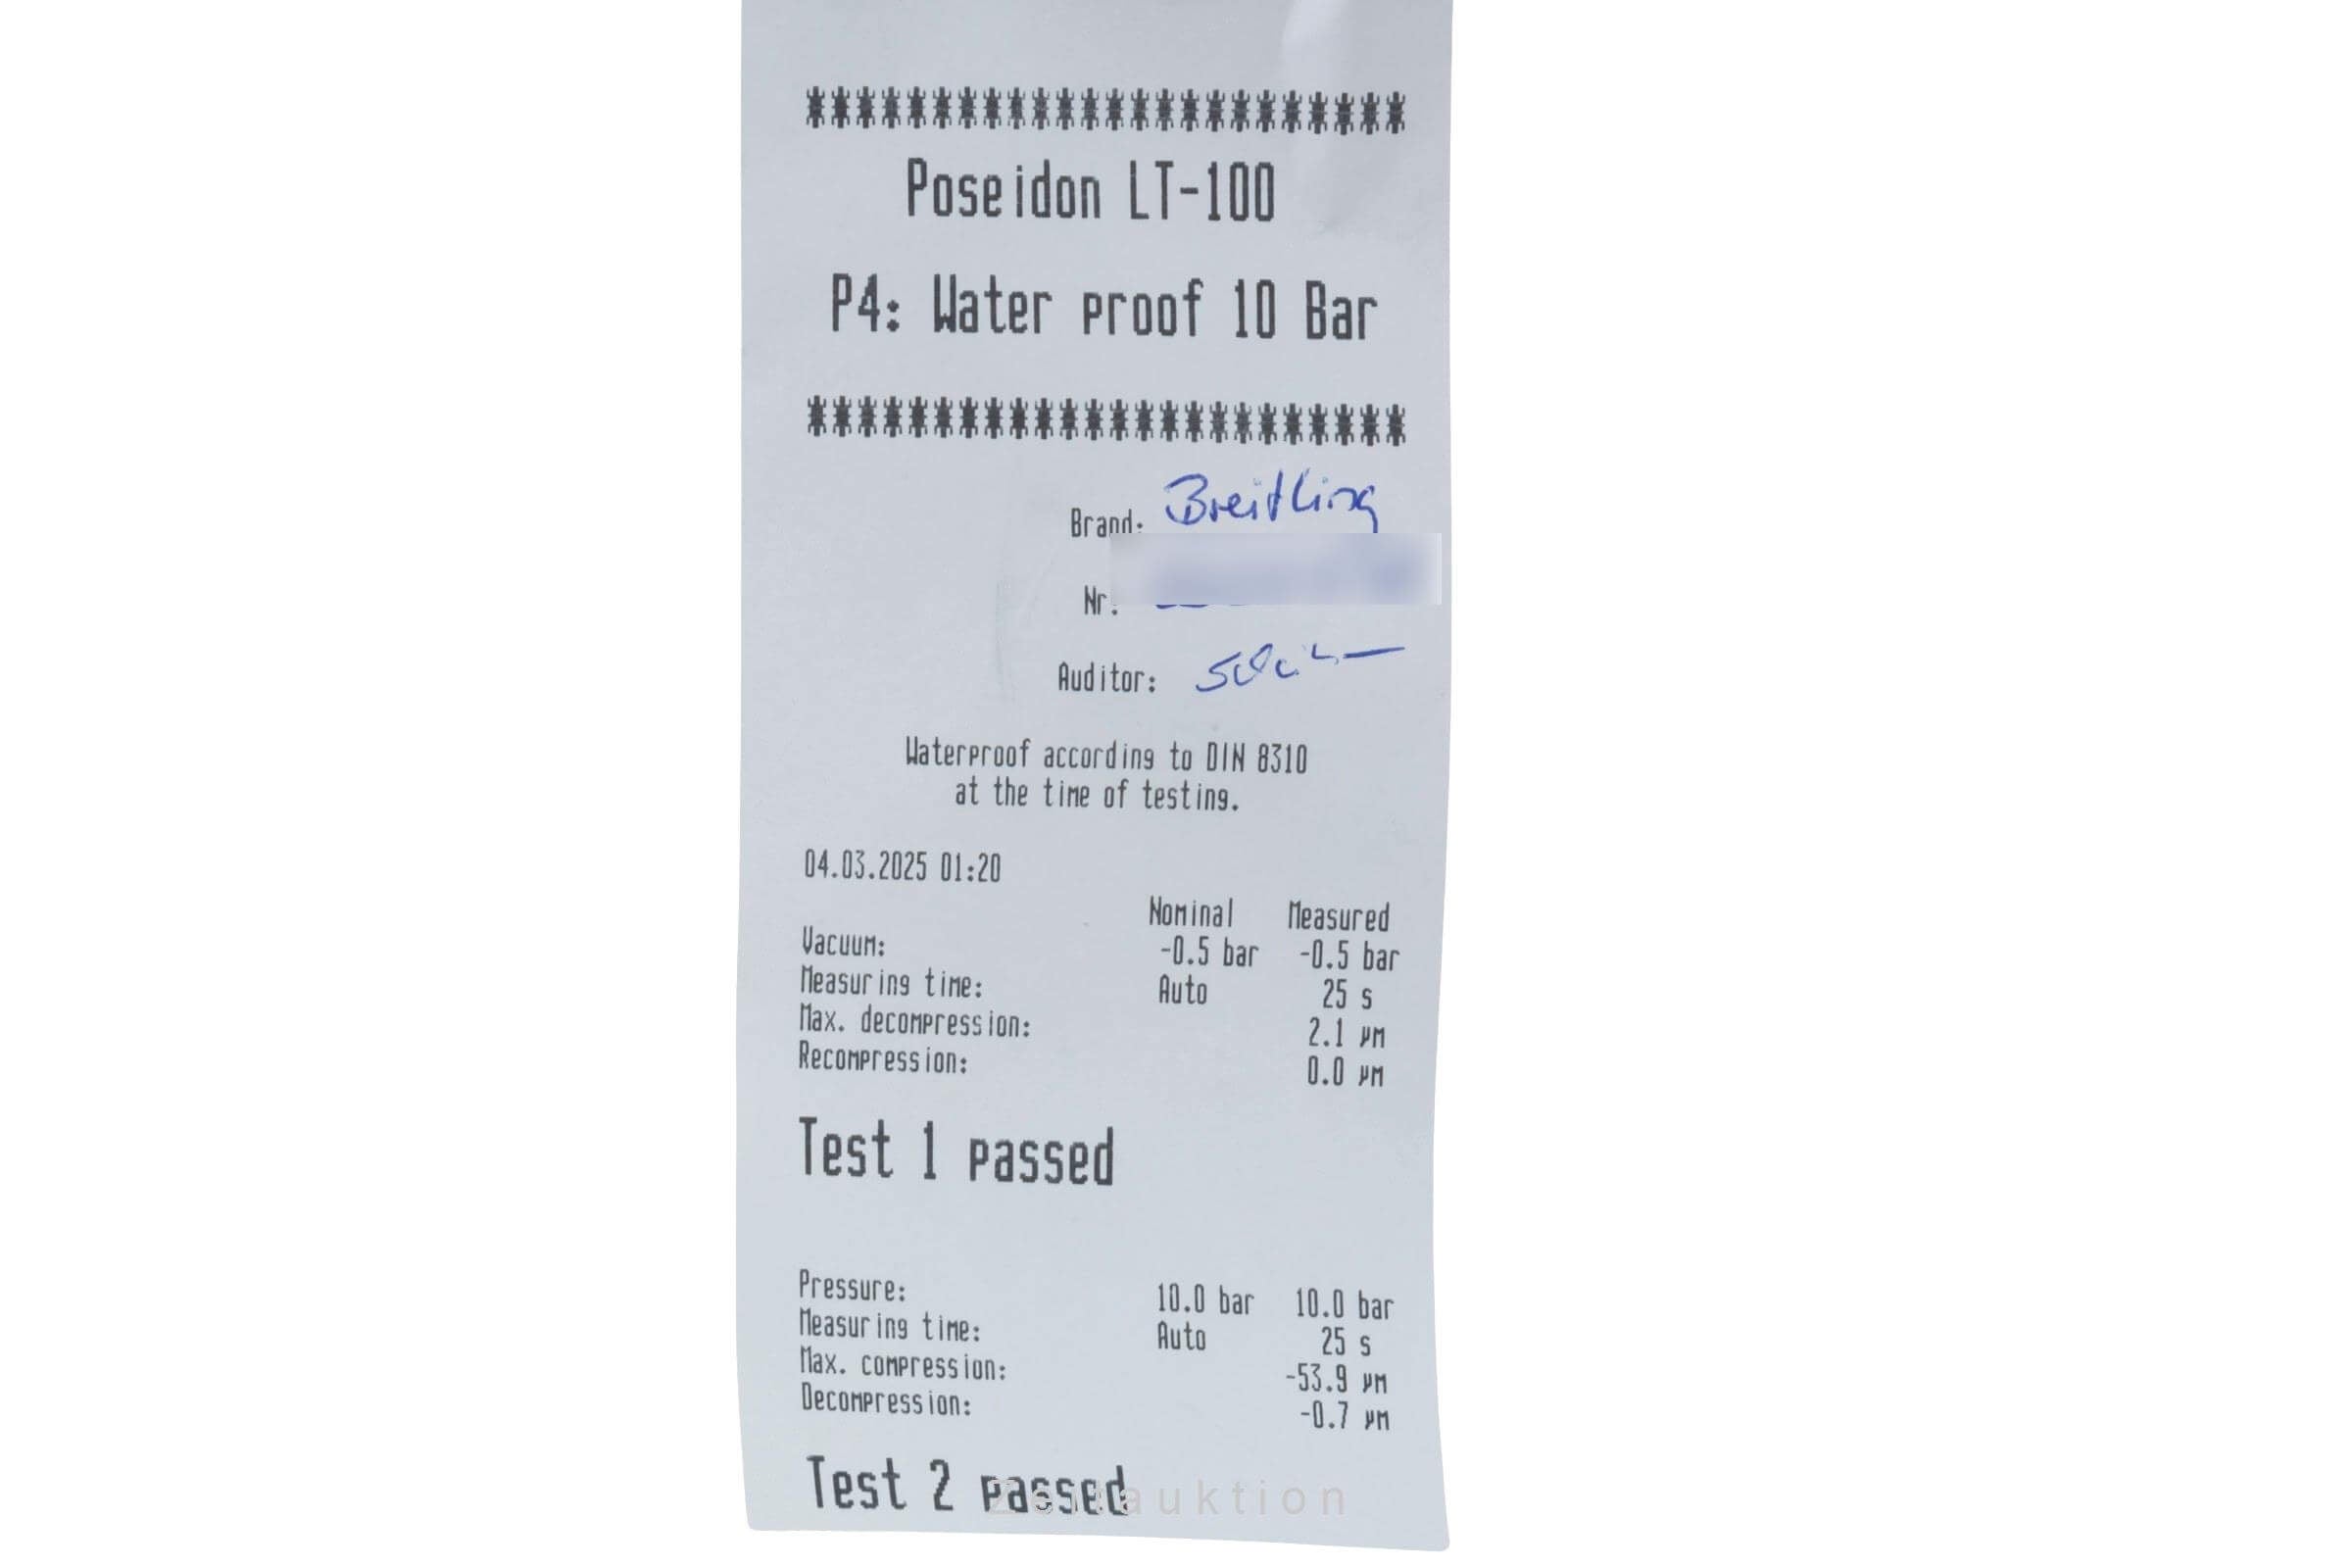 ************************
Poseidon LT-100
P4: Water proof 10 Bar
************************
Brand: Breitling
Nr.
Auditor:
Waterproof according to DIN 8310
at the time of testing.
04.03.2025 01:20
Nominal Measured
Vacuum: -0.5 bar -0.5 bar
Measuring time: Auto 25 s
Max. decompression: 2.1 µm
Recompression: 0.0 µm
Test 1 passed
Pressure: 10.0 bar 10.0 bar
Measuring time: Auto 25 s
Max. compression: -53.9 µm
Decompression: -0.7 µm
Test 2 passed
Zeitauktion